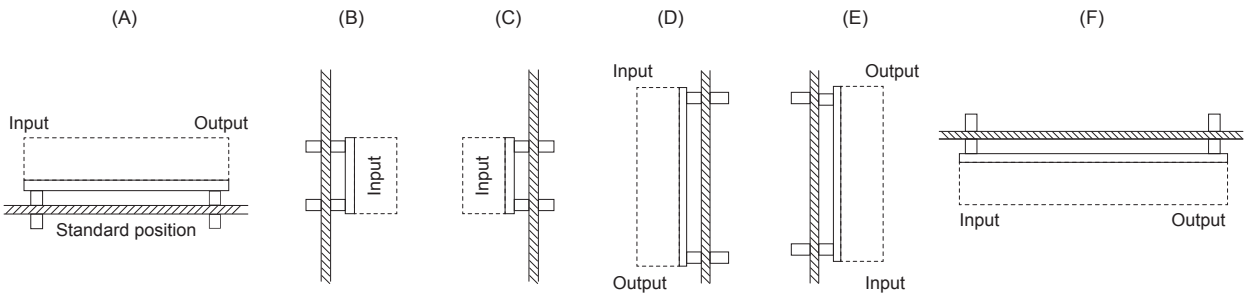 (A)
(B)
(C)
(D)
(E)
(F)
Input Output
Standard position
Input
Input
Input
Output
Output
Input
Input Output